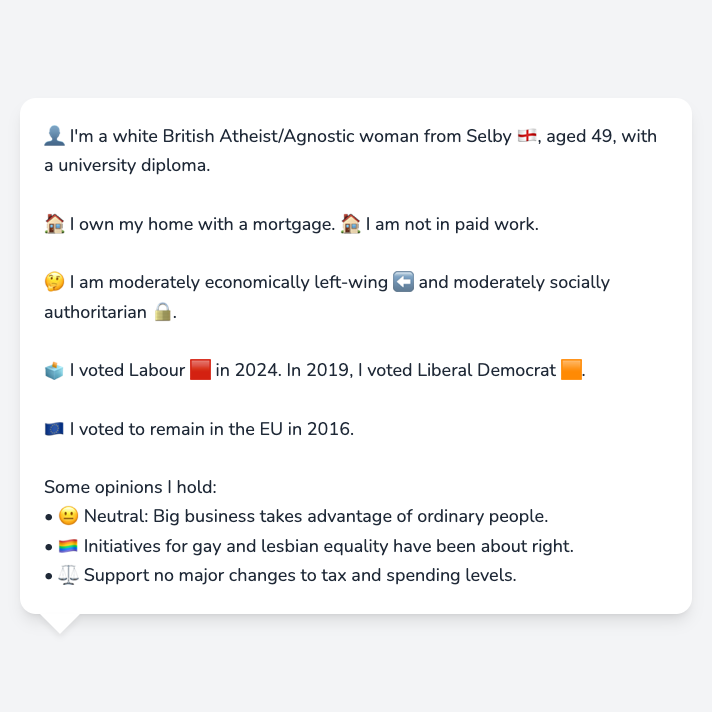 👤 I'm a white British Atheist/Agnostic woman from Selby 🏴󠁧󠁢󠁥󠁮󠁧󠁿, aged 49, with
a university diploma.
🏠 I own my home with a mortgage. 🏠 I am not in paid work.
🤔 I am moderately economically left-wing ⬅️ and moderately socially
authoritarian 🔒.
🗳️ I voted Labour 🟥 in 2024. In 2019, I voted Liberal Democrat 🟧.
🇪🇺 I voted to remain in the EU in 2016.
Some opinions I hold:
• 😐 Neutral: Big business takes advantage of ordinary people.
• 🏳️‍🌈 Initiatives for gay and lesbian equality have been about right.
• ⚖️ Support no major changes to tax and spending levels.